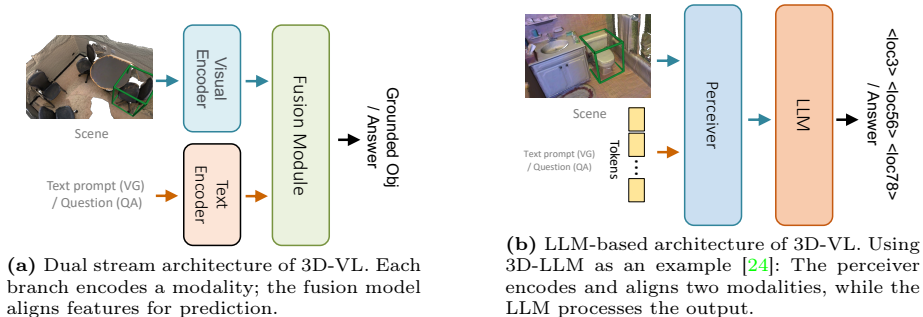 Scene
Text prompt (VG)
/ Question (QA)
Visual
Encoder
Text
Encoder
Fusion Module
Grounded Obj
/ Answer
(a) Dual stream architecture of 3D-VL. Each
branch encodes a modality; the fusion model
aligns features for prediction.
Scene
Text prompt (VG)
/ Question (QA)
Tokens
...
Perceiver
LLM
<loc3> <loc56> <loc78>
/ Answer
(b) LLM-based architecture of 3D-VL. Using
3D-LLM as an example [24]: The perceiver
encodes and aligns two modalities, while the
LLM processes the output.